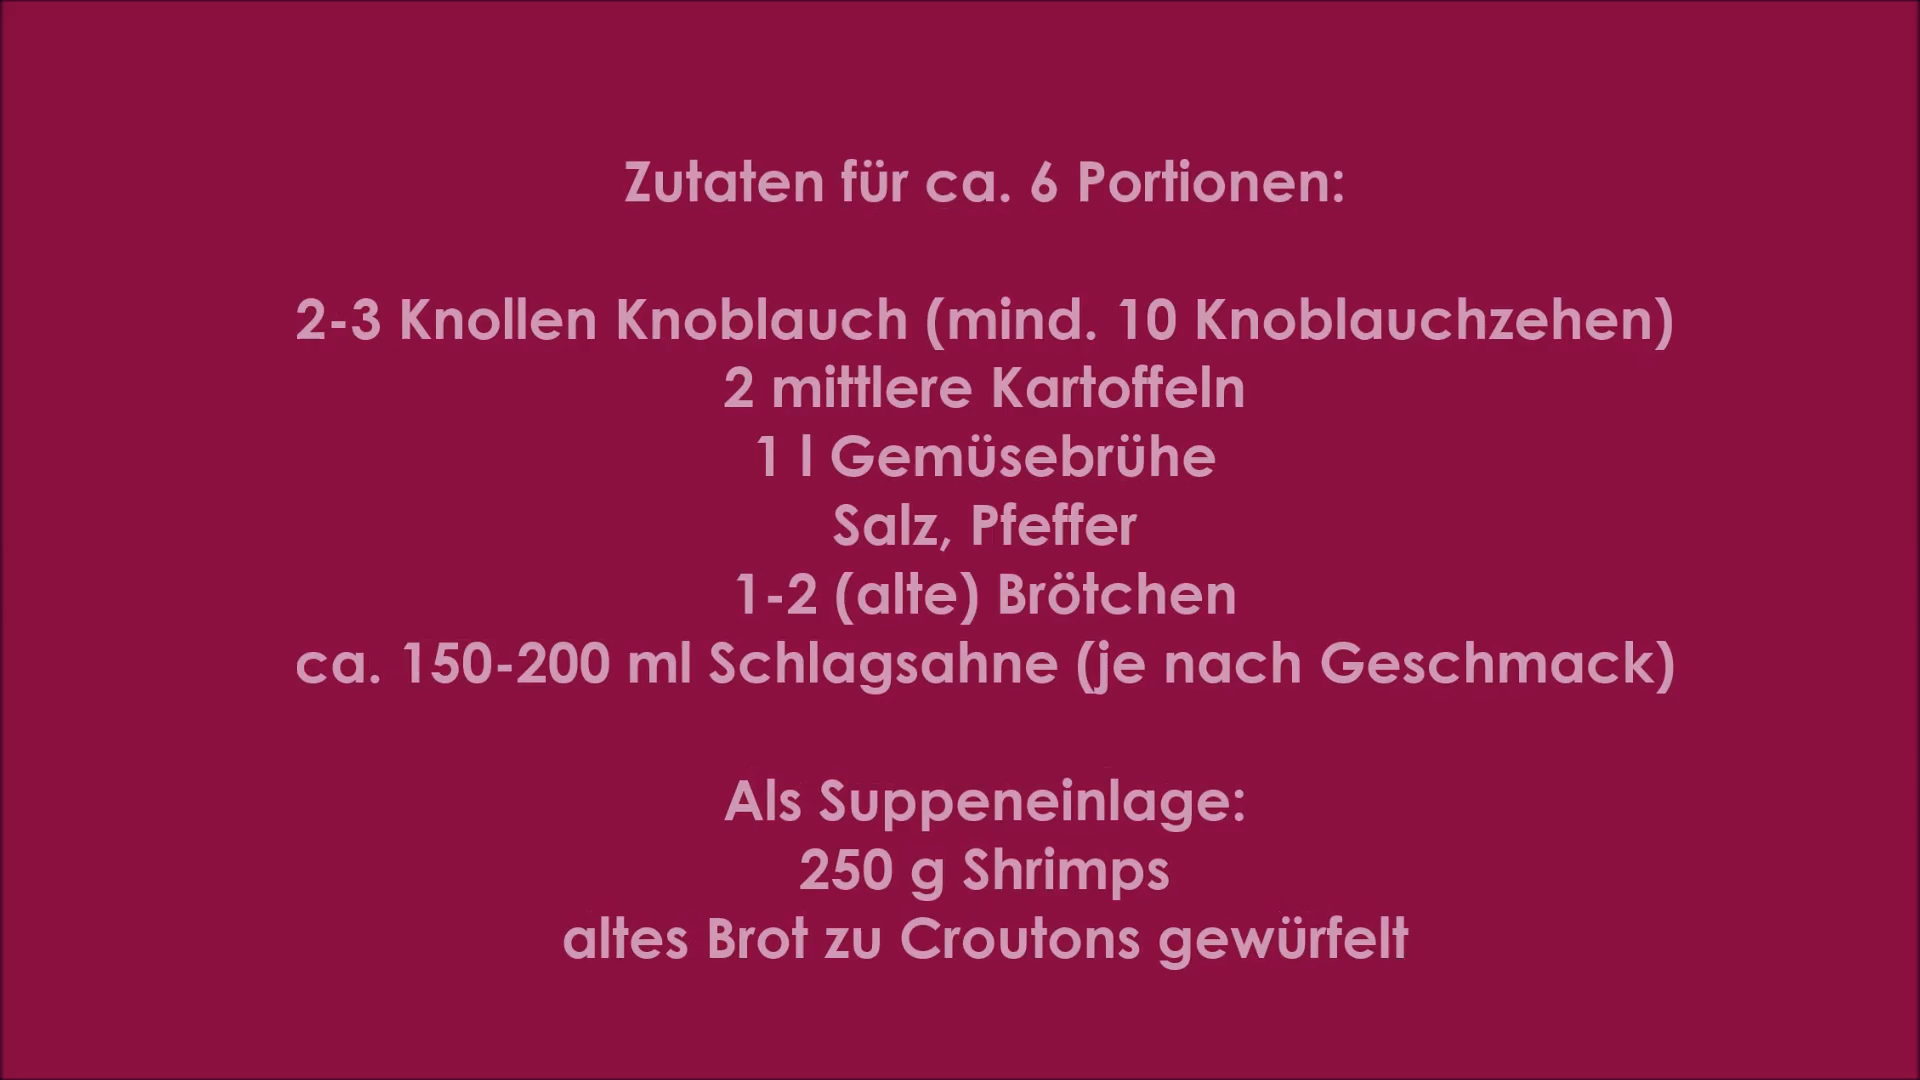 Zutaten für ca. 6 Portionen:
2-3 Knollen Knoblauch (mind. 10 Knoblauchzehen)
2 mittlere Kartoffeln
1 l Gemüsebrühe
Salz, Pfeffer
1-2 (alte) Brötchen
ca. 150-200 ml Schlagsahne (je nach Geschmack)
Als Suppeneinlage:
250 g Shrimps
altes Brot zu Croutons gewürfelt